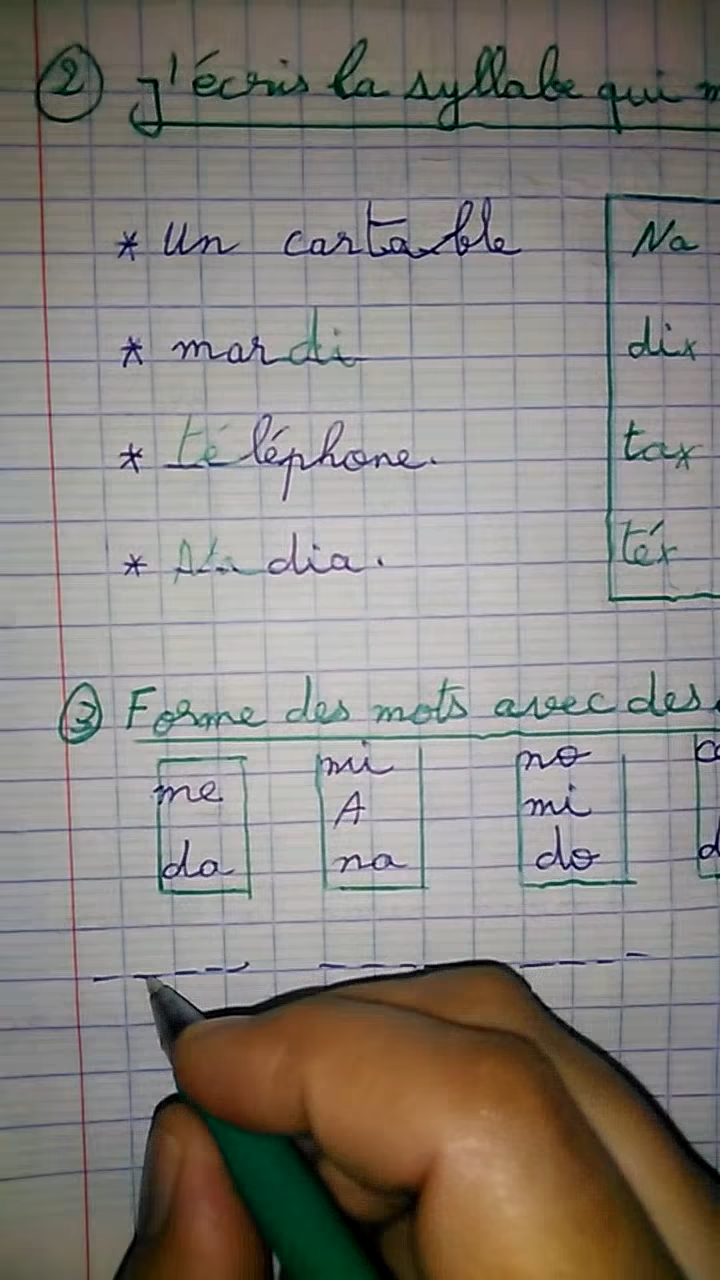 ② J'écris la syllabe qui m
* Un cartable Na
* mardi dix
* téléphone. tax
* Nadia. téx
③ Forme des mots avec des
me mi no
A mi
da na do